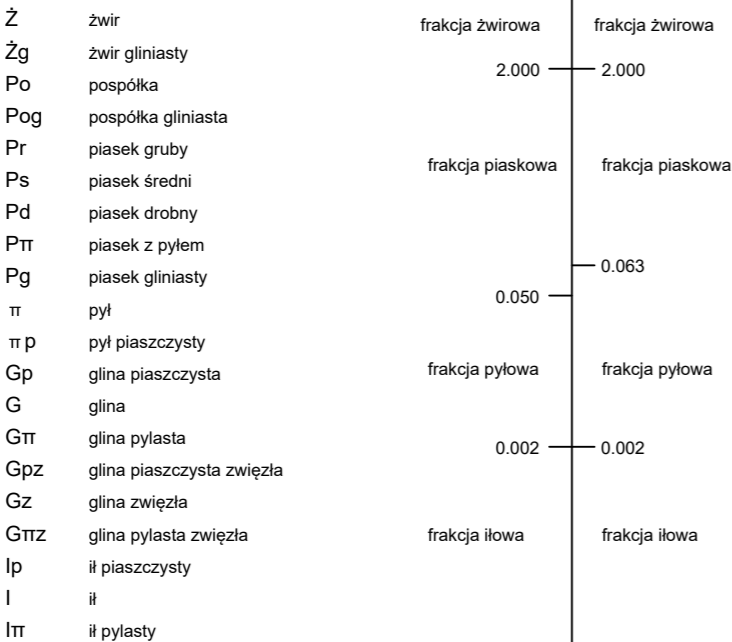 Ż żwir
Żg żwir gliniasty
Po pospółka
Pog pospółka gliniasta
Pr piasek gruby
Ps piasek średni
Pd piasek drobny
Pπ piasek z pyłem
Pg piasek gliniasty
π pył
πp pył piaszczysty
Gp glina piaszczysta
G glina
Gπ glina pylasta
Gpz glina piaszczysta zwięzła
Gz glina zwięzła
Gπz glina pylasta zwięzła
Ip ił piaszczysty
I ił
Iπ ił pylasty
frakcja żwirowa frakcja żwirowa
2.000 2.000
frakcja piaskowa frakcja piaskowa
0.063
0.050
frakcja pyłowa frakcja pyłowa
0.002 0.002
frakcja iłowa frakcja iłowa